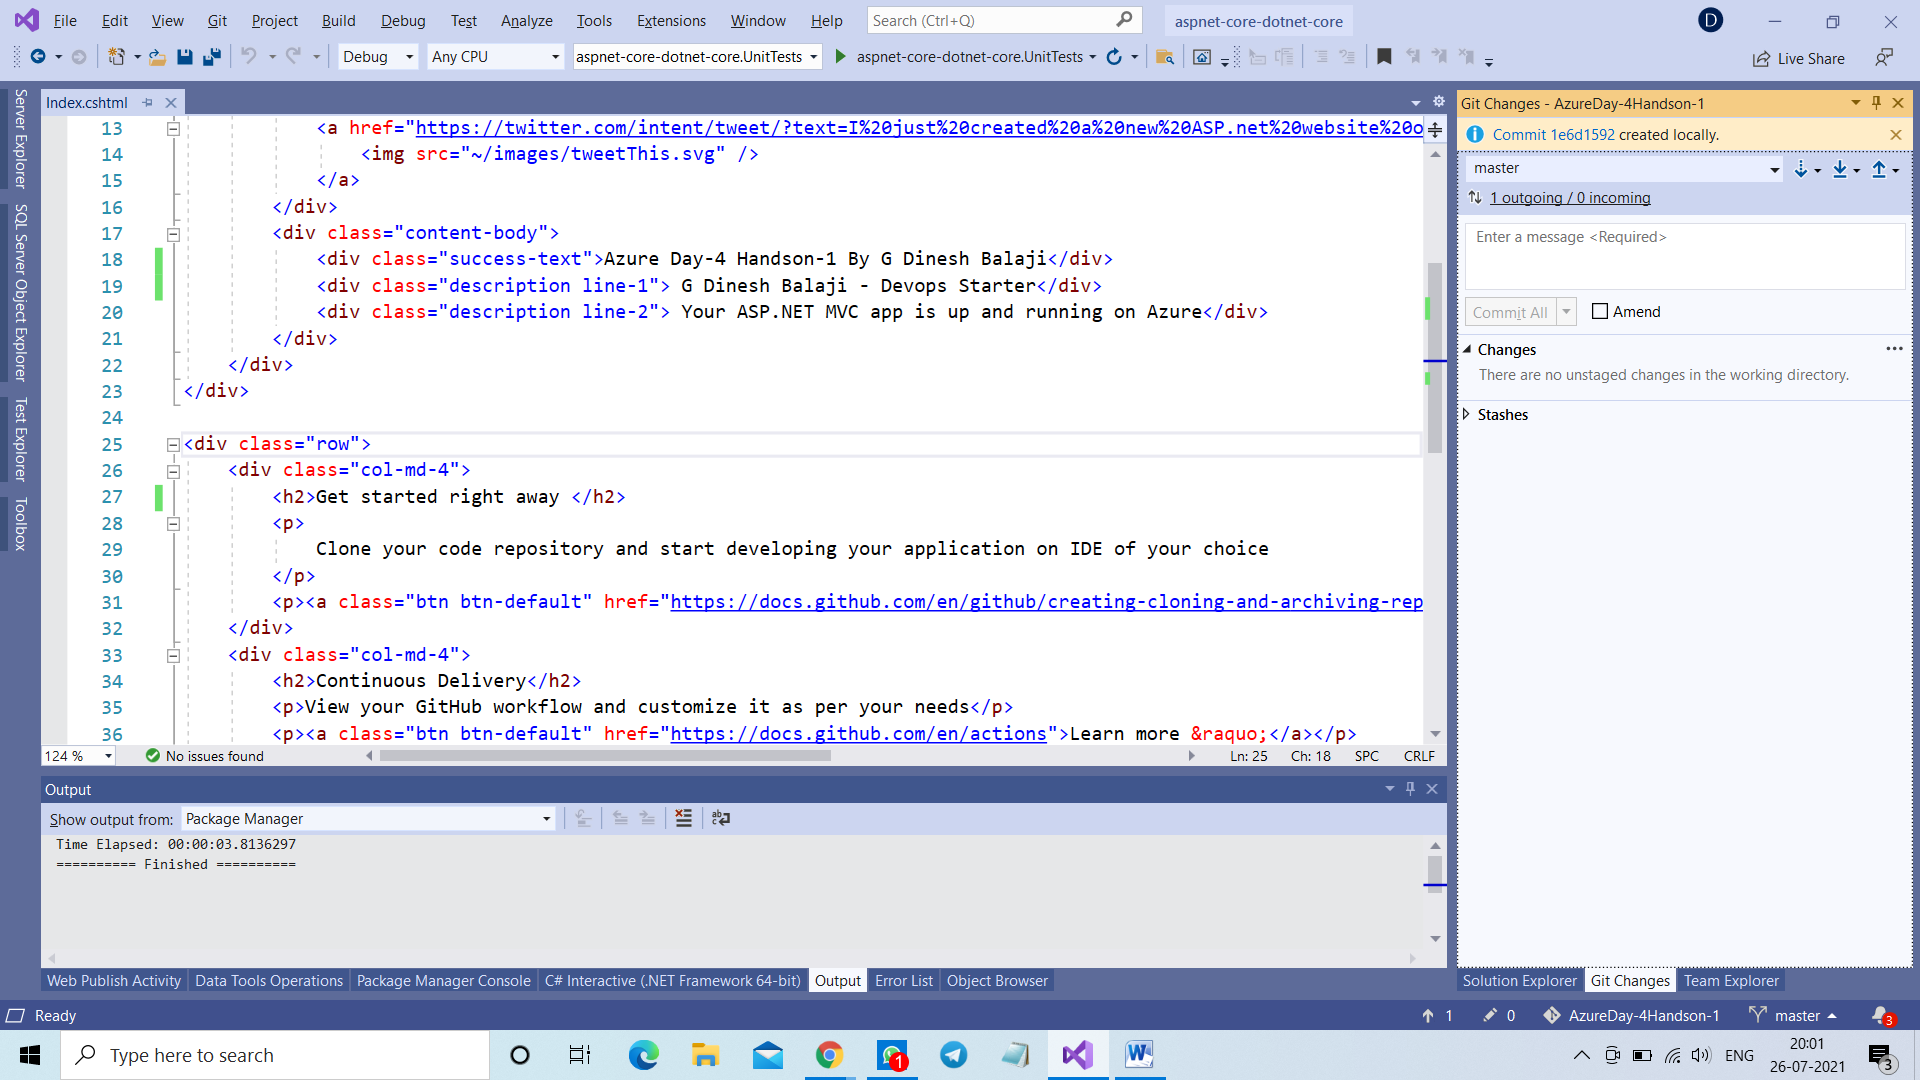 File Edit View Git Project Build Debug Test Analyze Tools Extensions Window Help Search (Ctrl+Q) aspnet-core-dotnet-core D
Debug Any CPU aspnet-core-dotnet-core.UnitTests aspnet-core-dotnet-core.UnitTests Live Share
Server Explorer
SQL Server Object Explorer
Test Explorer
Toolbox
Index.cshtml
13 <a href="https://twitter.com/intent/tweet/?text=I%20just%20created%20a%20new%20ASP.net%20website%20o
14 <img src="~/images/tweetThis.svg" />
15 </a>
16 </div>
17 <div class="content-body">
18 <div class="success-text">Azure Day-4 Handson-1 By G Dinesh Balaji</div>
19 <div class="description line-1"> G Dinesh Balaji - Devops Starter</div>
20 <div class="description line-2"> Your ASP.NET MVC app is up and running on Azure</div>
21 </div>
22 </div>
23 </div>
24
25 <div class="row">
26 <div class="col-md-4">
27 <h2>Get started right away </h2>
28 <p>
29 Clone your code repository and start developing your application on IDE of your choice
30 </p>
31 <p><a class="btn btn-default" href="https://docs.github.com/en/github/creating-cloning-and-archiving-rep
32 </div>
33 <div class="col-md-4">
34 <h2>Continuous Delivery</h2>
35 <p>View your GitHub workflow and customize it as per your needs</p>
36 <p><a class="btn btn-default" href="https://docs.github.com/en/actions">Learn more &raquo;</a></p>
124 % No issues found Ln: 25 Ch: 18 SPC CRLF
Git Changes - AzureDay-4Handson-1
Commit 1e6d1592 created locally.
master
1 outgoing / 0 incoming
Enter a message <Required>
Commit All Amend
Changes
There are no unstaged changes in the working directory.
Stashes
Output
Show output from: Package Manager
Time Elapsed: 00:00:03.8136297
========== Finished ==========
Web Publish Activity Data Tools Operations Package Manager Console C# Interactive (.NET Framework 64-bit) Output Error List Object Browser
Solution Explorer Git Changes Team Explorer
Ready 1 0 AzureDay-4Handson-1 master 3
Type here to search 1 W ENG 20:01
26-07-2021 3